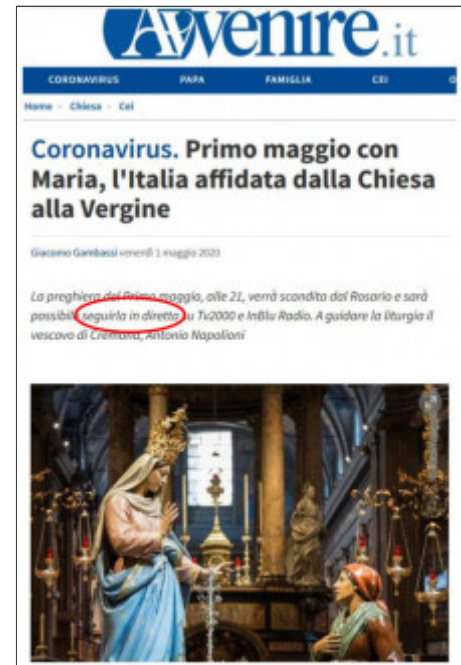 Avvenire.it
CORONAVIRUS PAPA FAMIGLIA CEI
Home > Chiesa > Cei
Coronavirus. Primo maggio con
Maria, l'Italia affidata dalla Chiesa
alla Vergine
Giacomo Gambassi venerdì 1 maggio 2020
La preghiera del Primo maggio, alle 21, verrà scandita dal Rosario e sarà
possibile seguirla in diretta su Tv2000 e InBlu Radio. A guidare la liturgia il
vescovo di Cremona, Antonio Napolioni